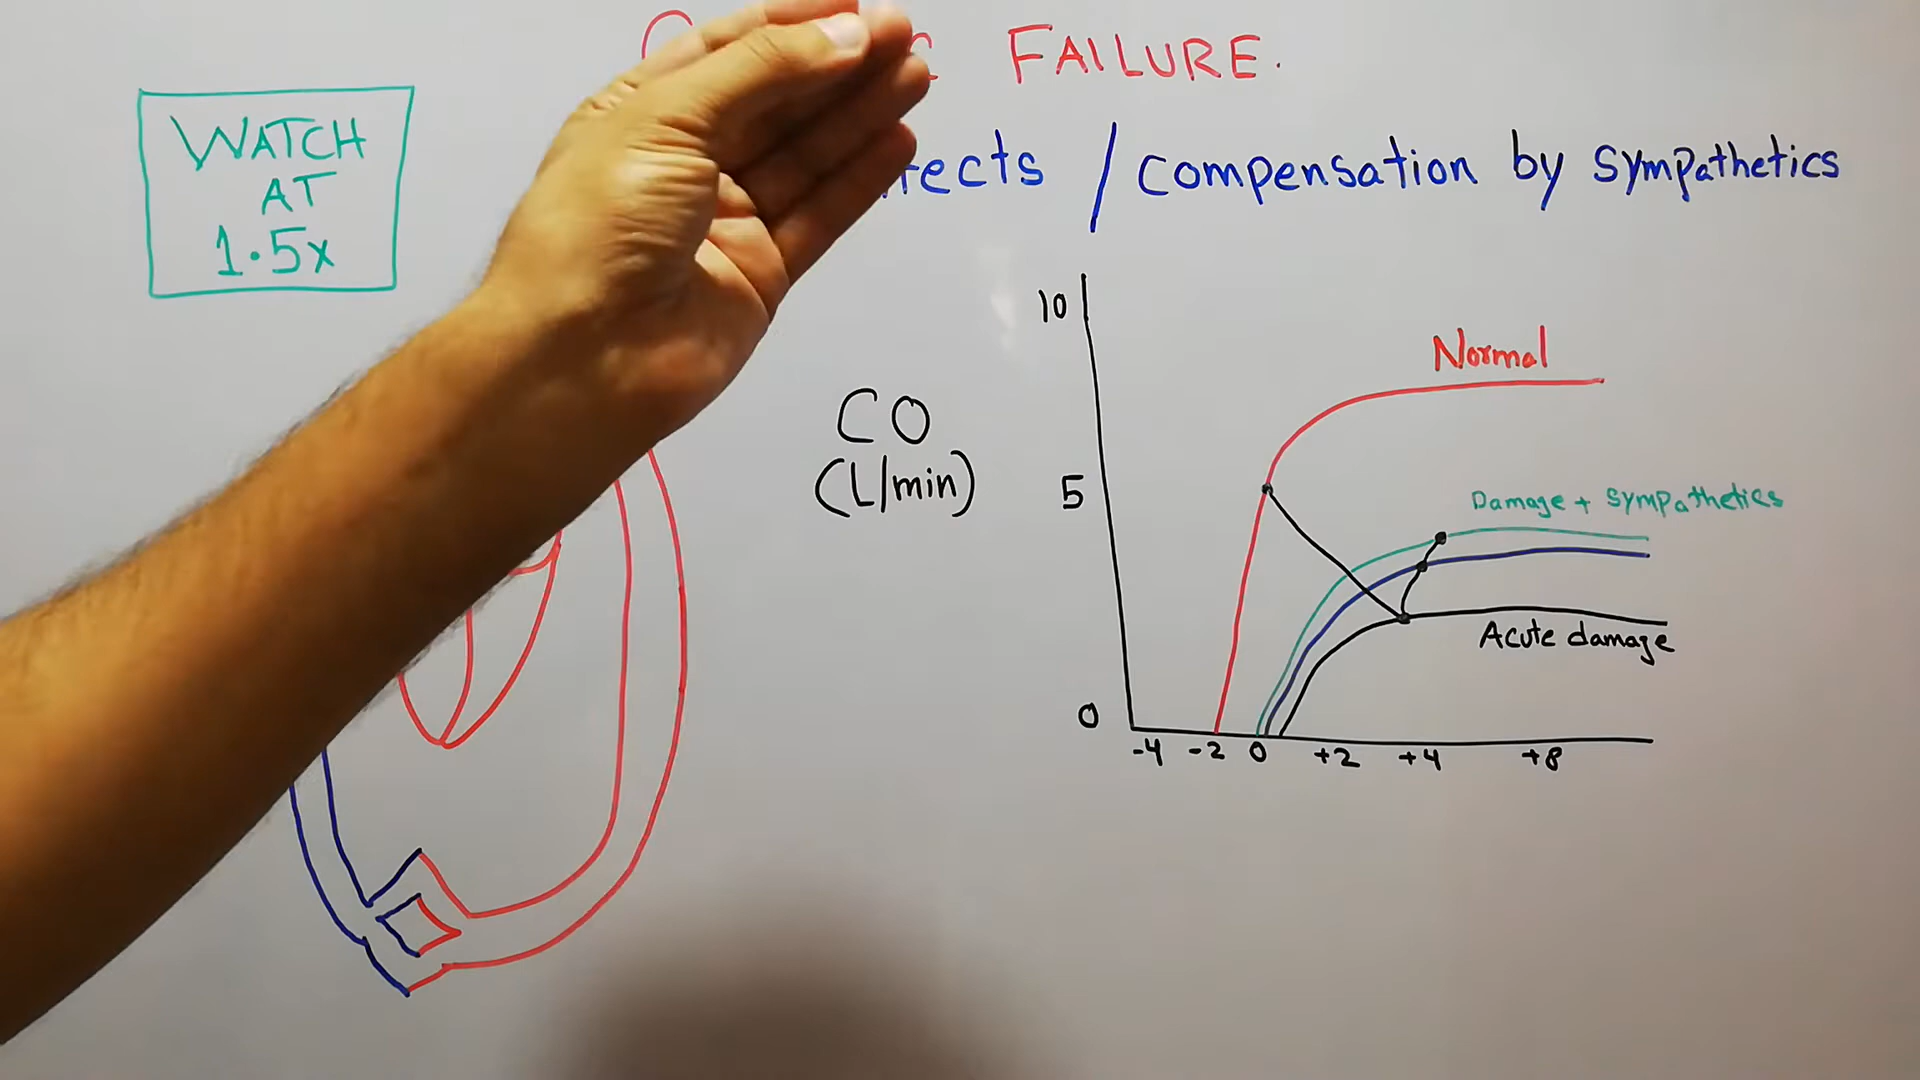 FAILURE.
WATCH
AT
1.5x
/ compensation by sympathetics
10
Normal
CO
(L/min)
5
Damage + sympathetics
Acute damage
0
-4 -2 0 +2 +4 +8